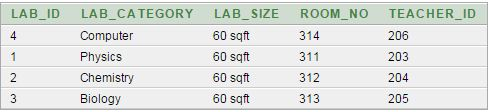 LAB_ID LAB_CATEGORY LAB_SIZE ROOM_NO TEACHER_ID
4 Computer 60 sqft 314 206
1 Physics 60 sqft 311 203
2 Chemistry 60 sqft 312 204
3 Biology 60 sqft 313 205